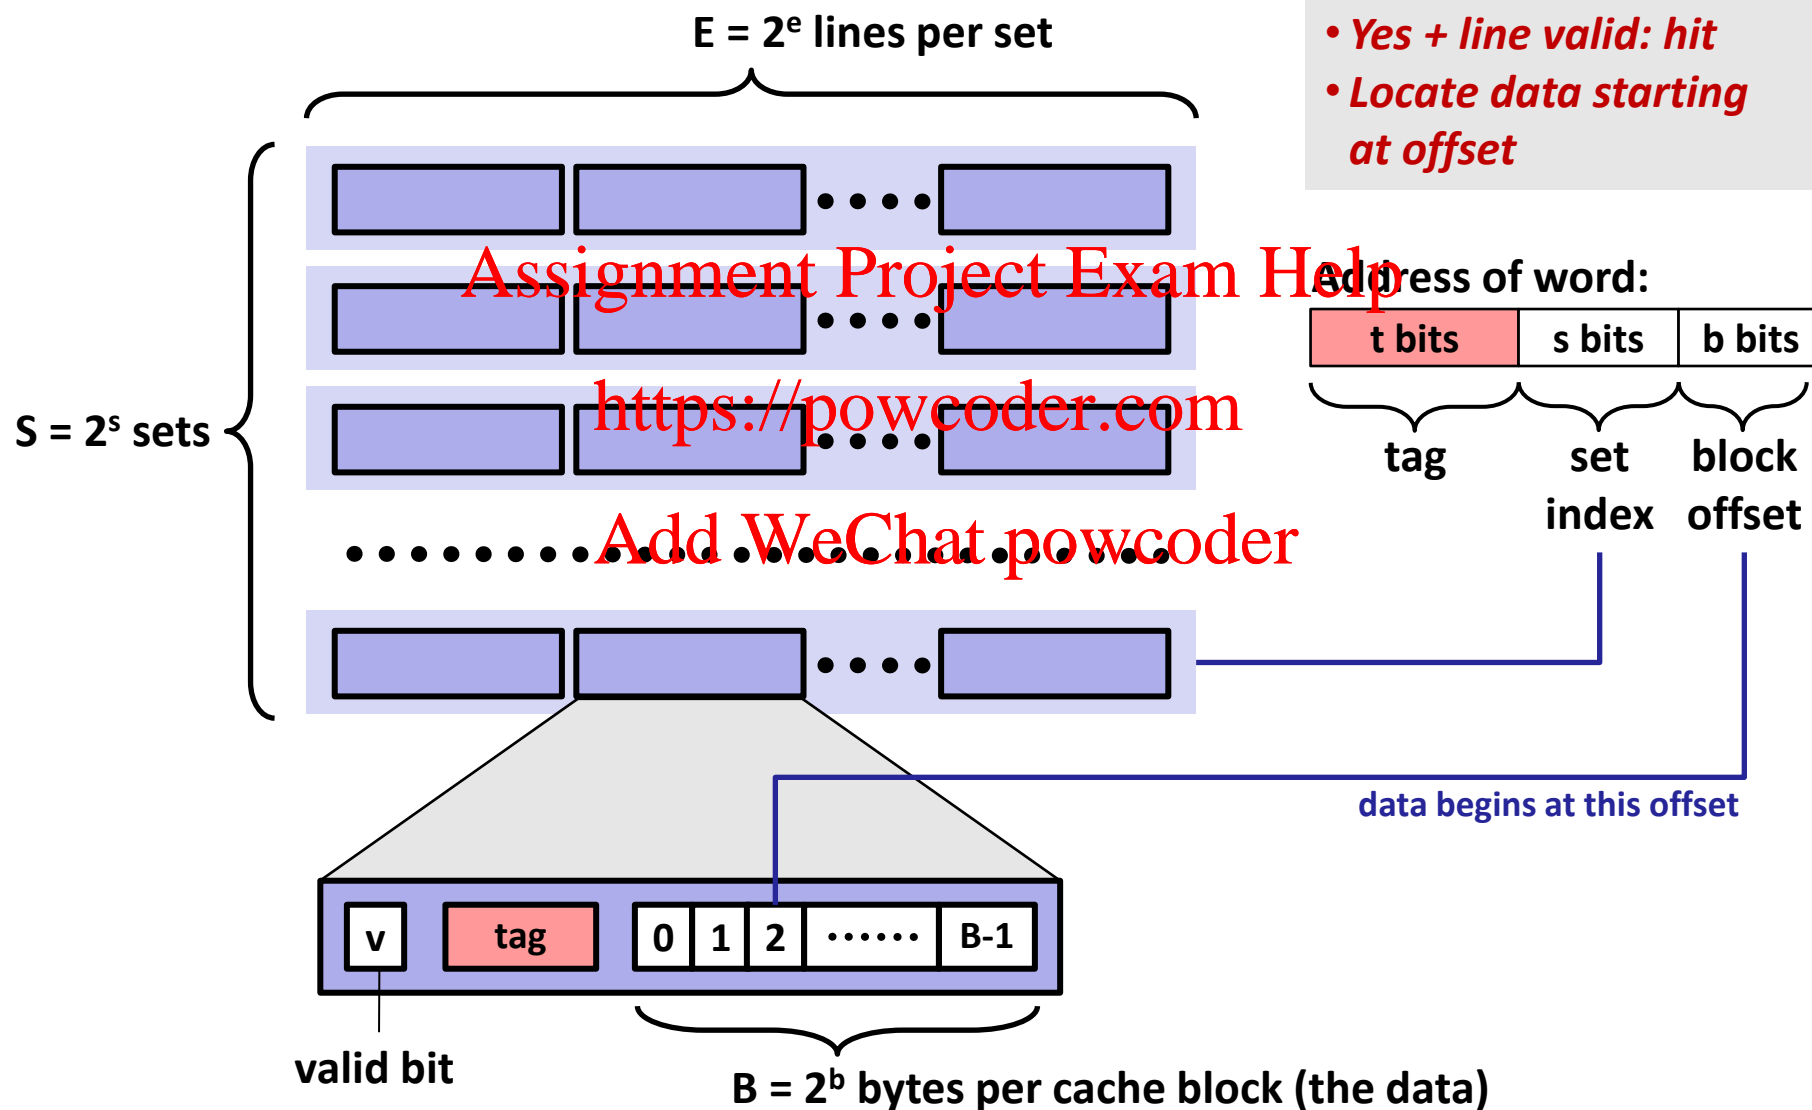 E = 2ᵉ lines per set
• Yes + line valid: hit
• Locate data starting
at offset
Assignment Project Exam Help
Address of word:
t bits s bits b bits
https://powcoder.com
S = 2ˢ sets
tag set block
index offset
Add WeChat powcoder
data begins at this offset
v tag 0 1 2 ······ B-1
valid bit
B = 2ᵇ bytes per cache block (the data)